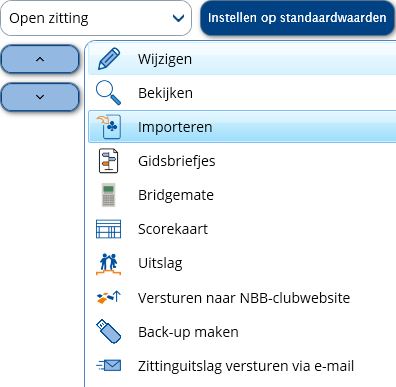 Open zitting
Instellen op standaardwaarden
Wijzigen
Bekijken
Importeren
Gidsbriefjes
Bridgemate
Scorekaart
Uitslag
Versturen naar NBB-clubwebsite
Back-up maken
Zittinguitslag versturen via e-mail